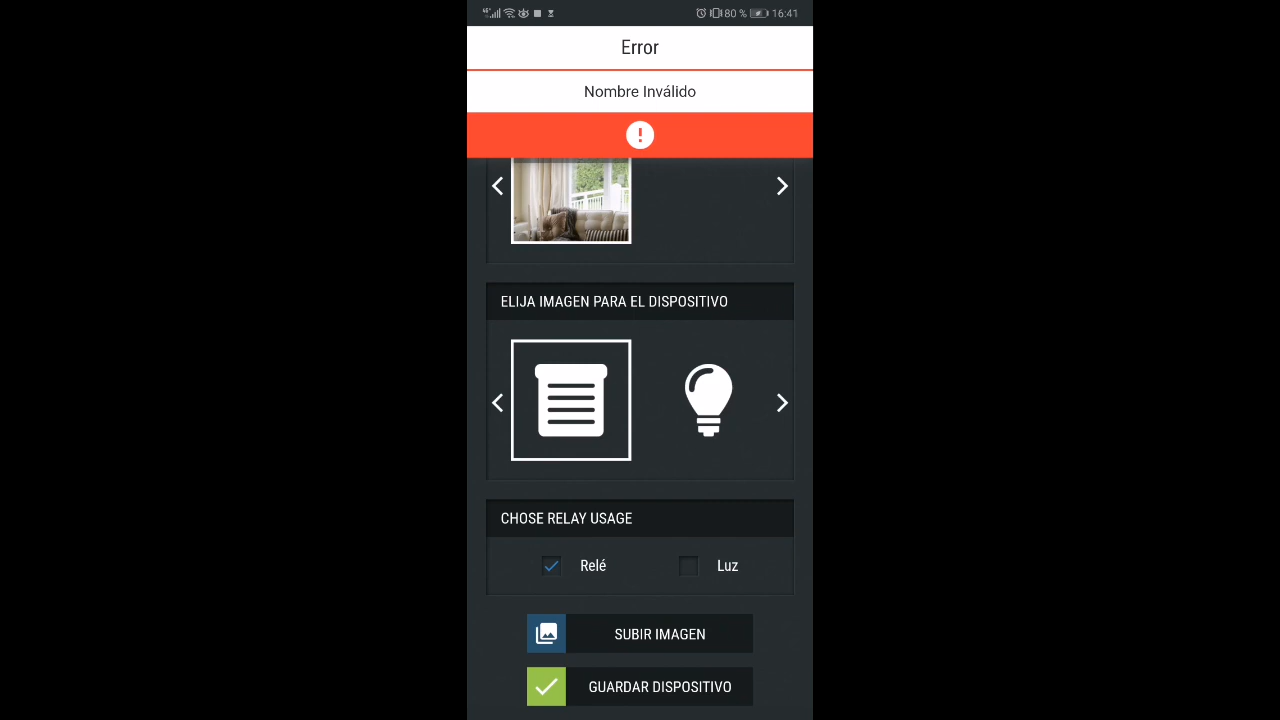 80 % 16:41
Error
Nombre Inválido
ELIJA IMAGEN PARA EL DISPOSITIVO
CHOSE RELAY USAGE
Relé Luz
SUBIR IMAGEN
GUARDAR DISPOSITIVO